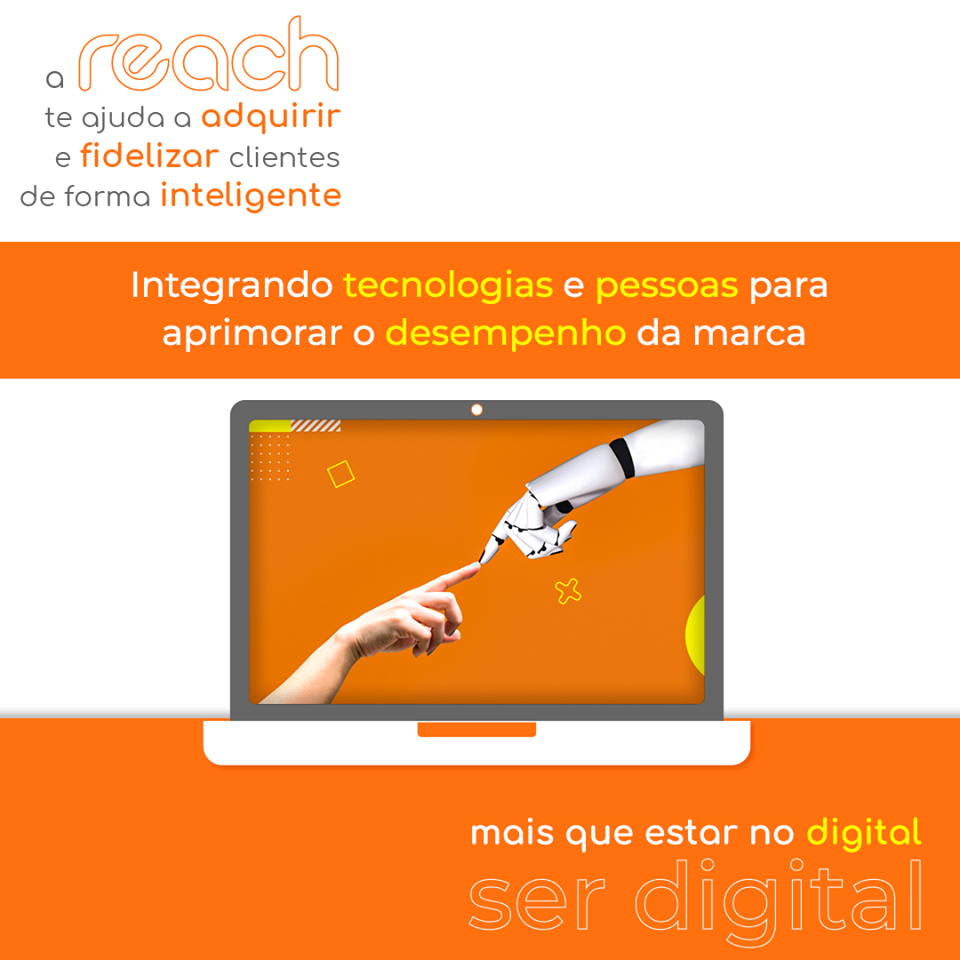 a reach
te ajuda a adquirir
e fidelizar clientes
de forma inteligente
Integrando tecnologias e pessoas para
aprimorar o desempenho da marca
mais que estar no digital
ser digital